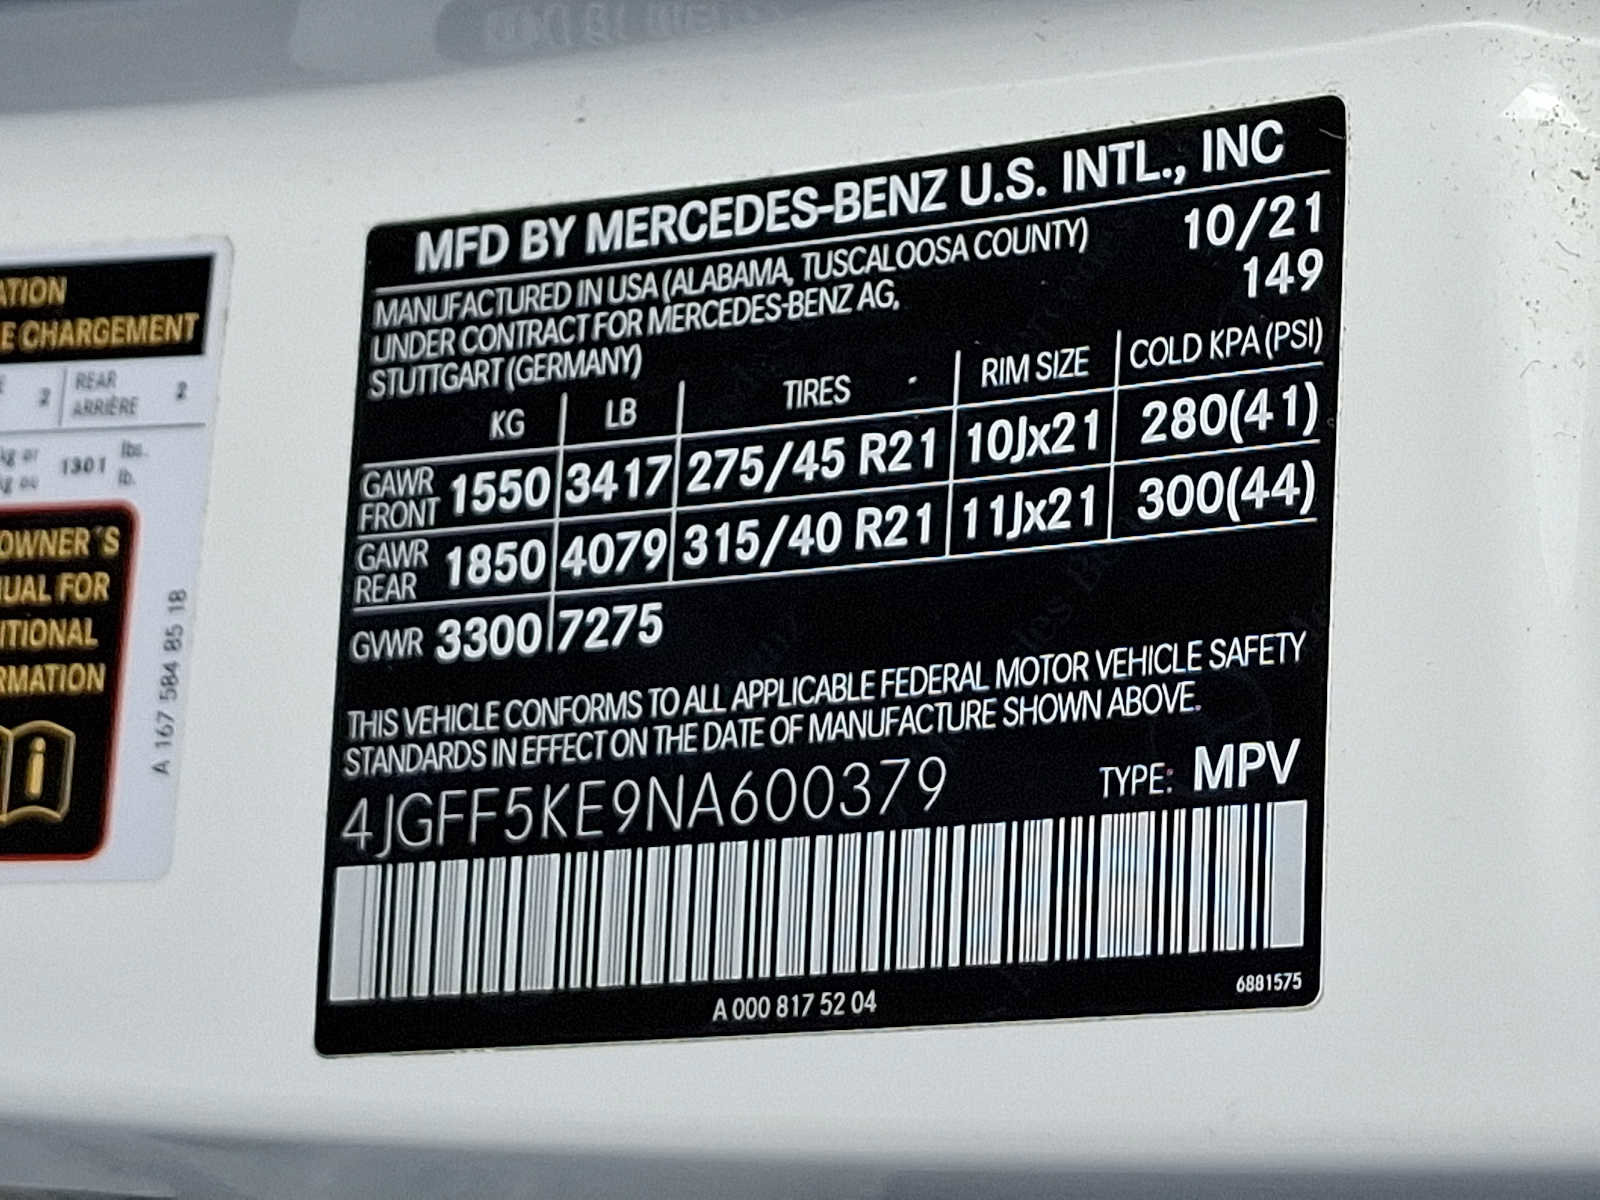 MFD BY MERCEDES-BENZ U.S. INTL., INC
MANUFACTURED IN USA (ALABAMA, TUSCALOOSA COUNTY) 10/21
UNDER CONTRACT FOR MERCEDES-BENZ AG, 149
STUTTGART (GERMANY)
KG LB TIRES RIM SIZE COLD KPA (PSI)
GAWR FRONT 1550 3417 275/45 R21 10Jx21 280(41)
GAWR REAR 1850 4079 315/40 R21 11Jx21 300(44)
GVWR 3300 7275
THIS VEHICLE CONFORMS TO ALL APPLICABLE FEDERAL MOTOR VEHICLE SAFETY
STANDARDS IN EFFECT ON THE DATE OF MANUFACTURE SHOWN ABOVE.
4JGFF5KE9NA600379 TYPE: MPV
6881575
A 000 817 52 04
ATION
E CHARGEMENT
2 REAR 2
ARRIÈRE
kg or 1301 lbs.
kg ou lb.
OWNER´S
UAL FOR
ITIONAL
RMATION
i
A 167 584 85 18